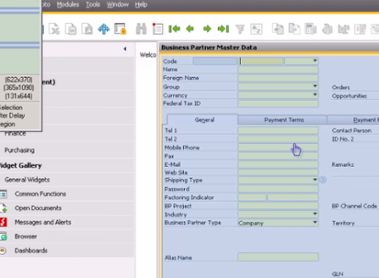 oto Modules Tools Window Help
Welco
Business Partner Master Data
Code
Name
Foreign Name
Group
Currency
Federal Tax ID
Orders
Opportunities
General Payment Terms Payment R
Tel 1
Tel 2
Mobile Phone
Fax
E-Mail
Web Site
Shipping Type
Password
Factoring Indicator
BP Project
Industry
Business Partner Type Company
Alias Name
Contact Person
ID No. 2
Remarks
BP Channel Code
Territory
GLN
(622x370)
(365x1090)
(131x644)
election
fter Delay
egion
ent)
Finance
Purchasing
idget Gallery
General Widgets
Common Functions
Open Documents
Messages and Alerts
Browser
Dashboards